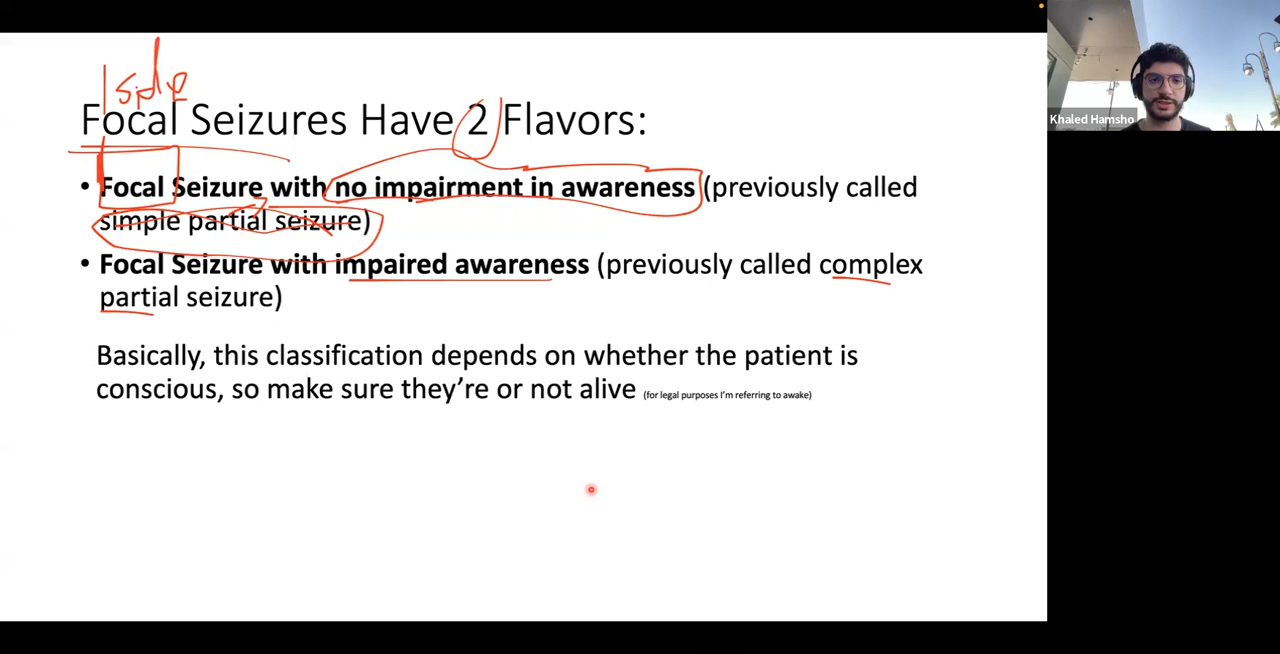 1 side
Focal Seizures Have 2 Flavors:
• Focal Seizure with no impairment in awareness (previously called
simple partial seizure)
• Focal Seizure with impaired awareness (previously called complex
partial seizure)
Basically, this classification depends on whether the patient is
conscious, so make sure they're or not alive (for legal purposes I'm referring to awake)
Khaled Hamsho